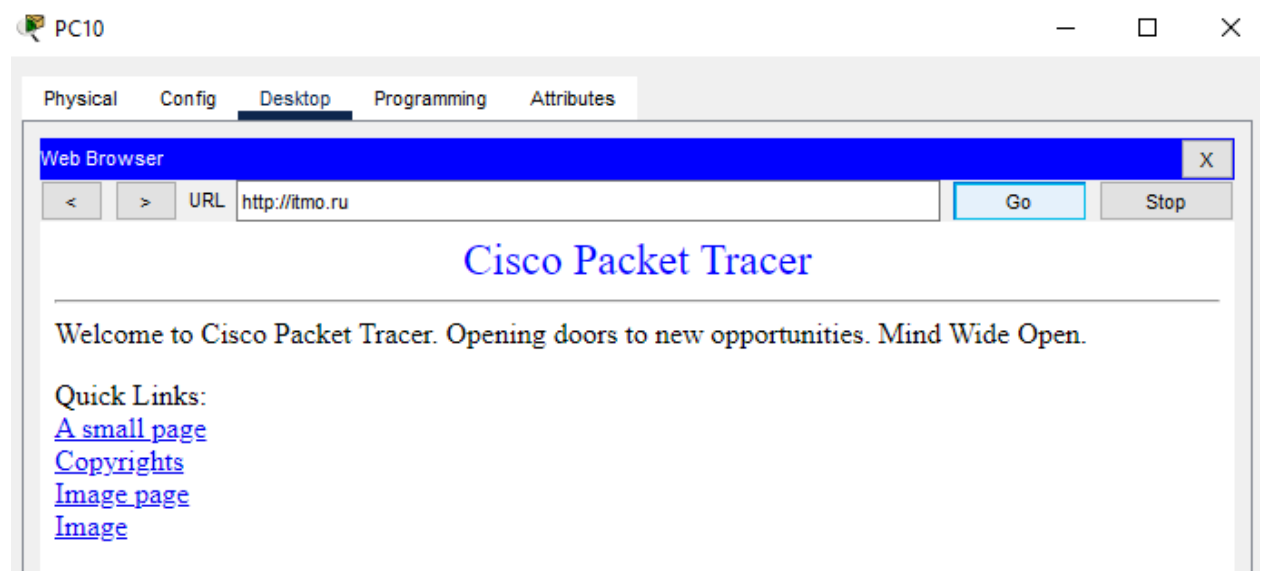 PC10
Physical Config Desktop Programming Attributes
Web Browser X
< > URL http://itmo.ru Go Stop
Cisco Packet Tracer
Welcome to Cisco Packet Tracer. Opening doors to new opportunities. Mind Wide Open.
Quick Links:
A small page
Copyrights
Image page
Image